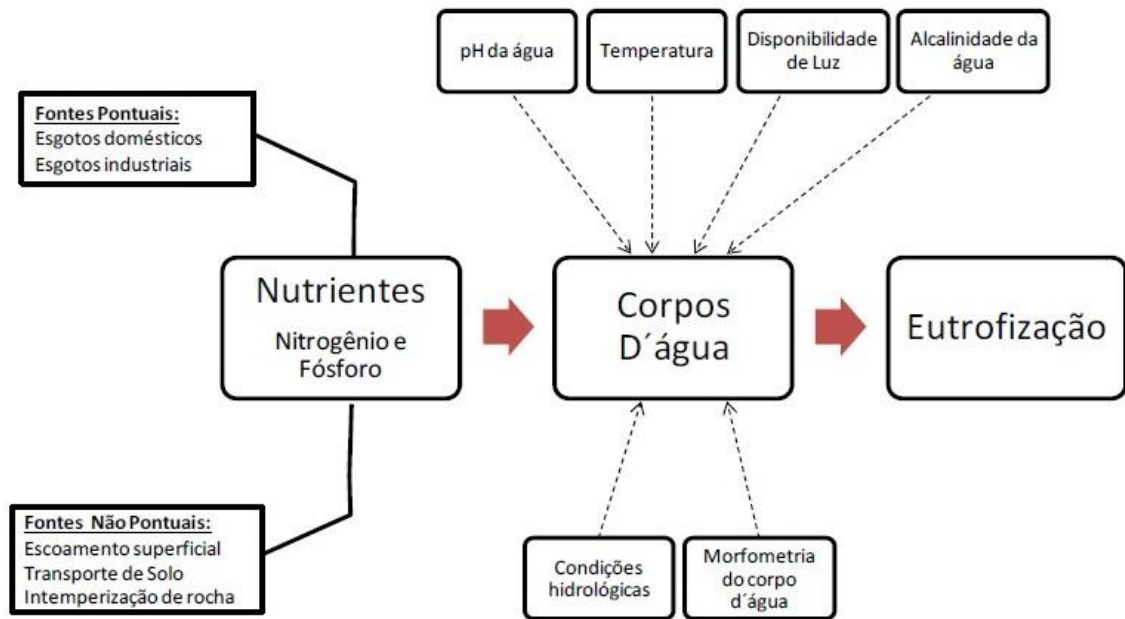 pH da água
Temperatura
Disponibilidade
de Luz
Alcalinidade da
água
Fontes Pontuais:
Esgotos domésticos
Esgotos industriais
Nutrientes
Nitrogênio e
Fósforo
Corpos
D´água
Eutrofização
Fontes Não Pontuais:
Escoamento superficial
Transporte de Solo
Intemperização de rocha
Condições
hidrológicas
Morfometria
do corpo
d´água